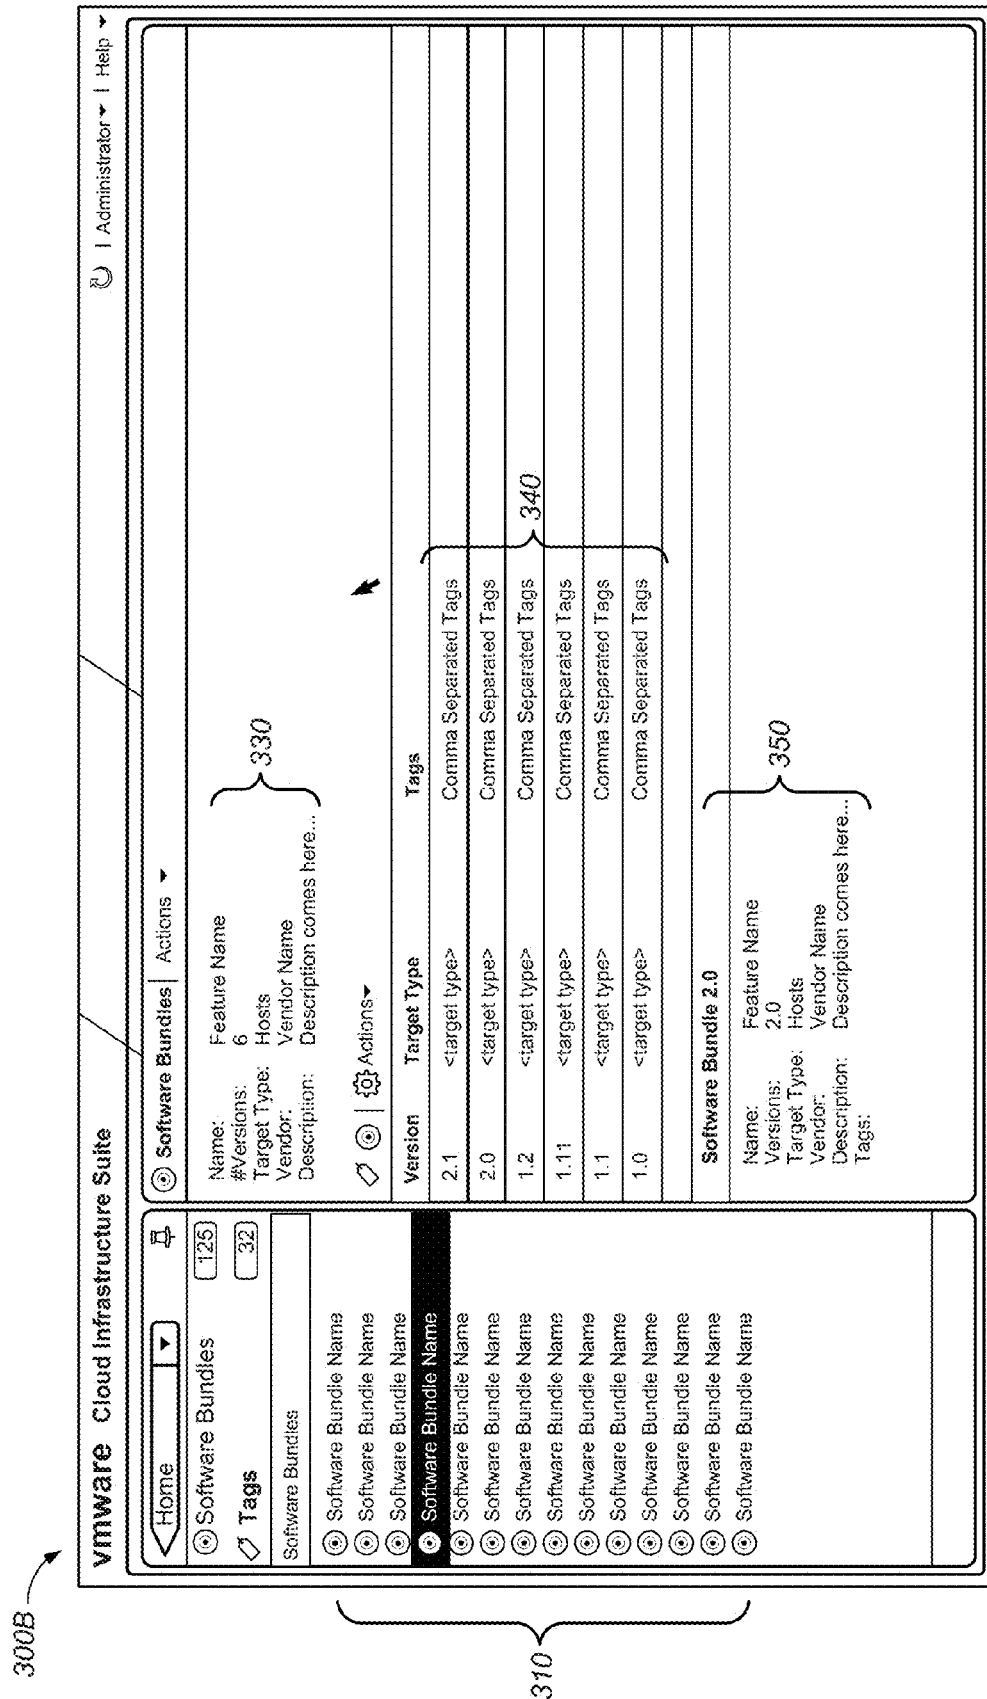 300B
vmware Cloud Infrastructure Suite
| Administrator | Help
Home
Software Bundles 125
Tags 32
Software Bundles
Software Bundle Name
Software Bundle Name
Software Bundle Name
Software Bundle Name
Software Bundle Name
Software Bundle Name
Software Bundle Name
Software Bundle Name
Software Bundle Name
Software Bundle Name
Software Bundle Name
Software Bundle Name
Software Bundle Name
Software Bundle Name
310
Software Bundles | Actions
Name: Feature Name
#Versions: 6
Target Type: Hosts
Vendor: Vendor Name
Description: Description comes here...
330
| Actions
Version Target Type Tags
2.1 <target type> Comma Separated Tags
2.0 <target type> Comma Separated Tags
1.2 <target type> Comma Separated Tags
1.11 <target type> Comma Separated Tags
1.1 <target type> Comma Separated Tags
1.0 <target type> Comma Separated Tags
340
Software Bundle 2.0
Name: Feature Name
Versions: 2.0
Target Type: Hosts
Vendor: Vendor Name
Description: Description comes here...
Tags:
350